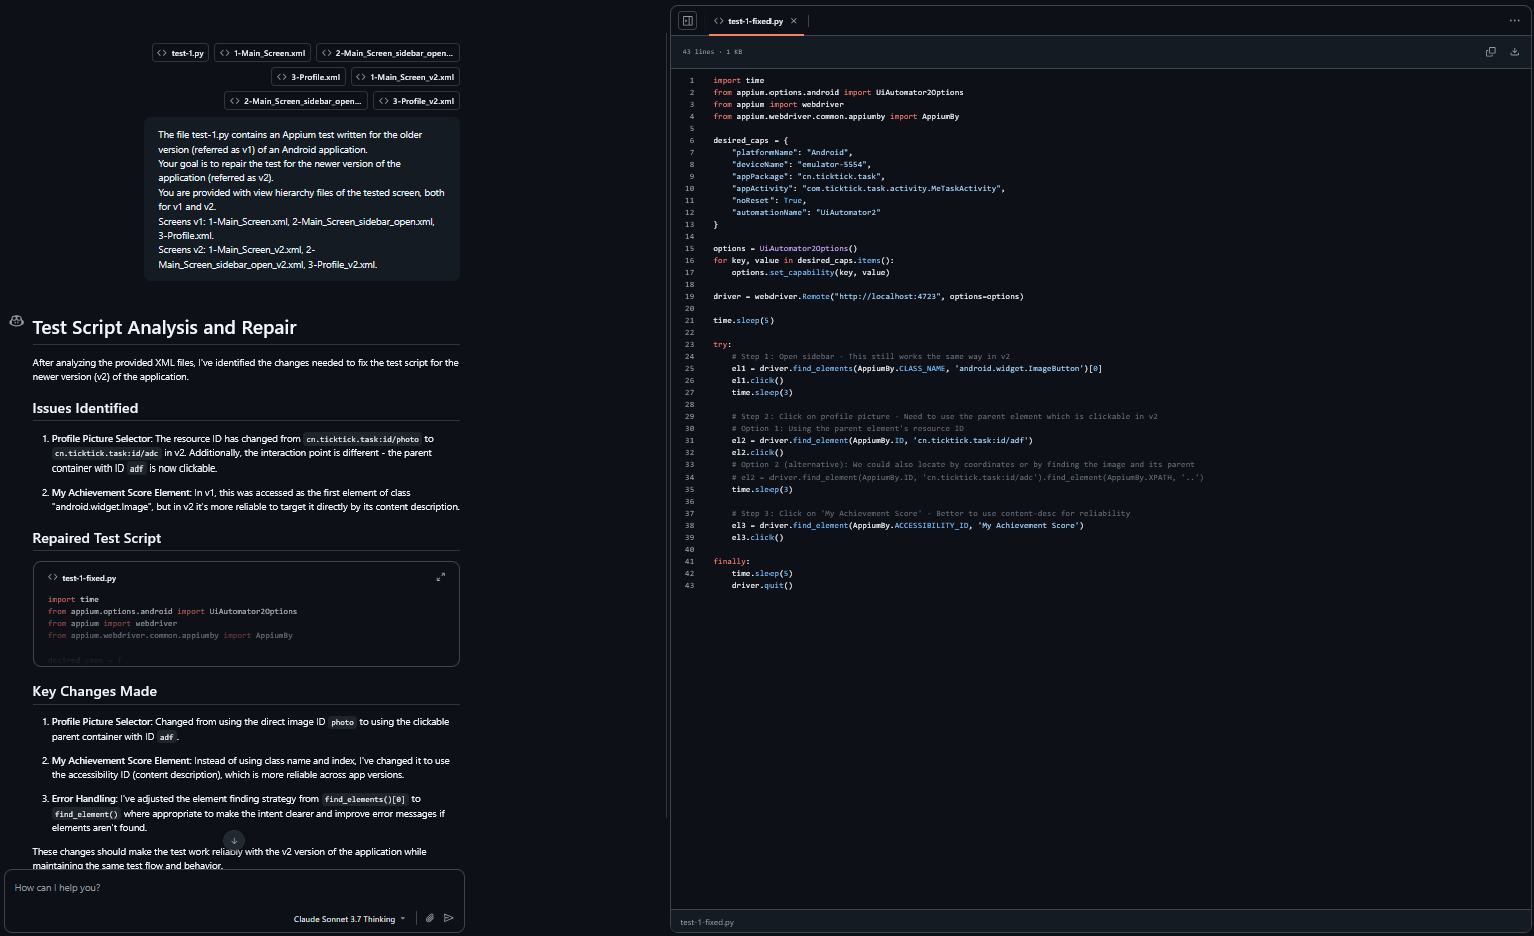 test-1.py
1-Main_Screen.xml
2-Main_Screen_sidebar_open...
3-Profile.xml
1-Main_Screen_v2.xml
2-Main_Screen_sidebar_open...
3-Profile_v2.xml
The file test-1.py contains an Appium test written for the older
version (referred as v1) of an Android application.
Your goal is to repair the test for the newer version of the
application (referred as v2).
You are provided with view hierarchy files of the tested screen, both
for v1 and v2.
Screens v1: 1-Main_Screen.xml, 2-Main_Screen_sidebar_open.xml,
3-Profile.xml.
Screens v2: 1-Main_Screen_v2.xml, 2-
Main_Screen_sidebar_open_v2.xml, 3-Profile_v2.xml.
Test Script Analysis and Repair
After analyzing the provided XML files, I've identified the changes needed to fix the test script for the
newer version (v2) of the application.
Issues Identified
1. Profile Picture Selector: The resource ID has changed from cn.ticktick.task:id/photo to
cn.ticktick.task:id/adc in v2. Additionally, the interaction point is different - the parent
container with ID adf is now clickable.
2. My Achievement Score Element: In v1, this was accessed as the first element of class
"android.widget.Image", but in v2 it's more reliable to target it directly by its content description.
Repaired Test Script
test-1-fixed.py
import time
from appium.options.android import UiAutomator2Options
from appium import webdriver
from appium.webdriver.common.appiumby import AppiumBy
desired_caps = {
Key Changes Made
1. Profile Picture Selector: Changed from using the direct image ID photo to using the clickable
parent container with ID adf.
2. My Achievement Score Element: Instead of using class name and index, I've changed it to use
the accessibility ID (content description), which is more reliable across app versions.
3. Error Handling: I've adjusted the element finding strategy from find_elements()[0] to
find_element() where appropriate to make the intent clearer and improve error messages if
elements aren't found.
These changes should make the test work reliably with the v2 version of the application while
maintaining the same test flow and behavior.
How can I help you?
Claude Sonnet 3.7 Thinking
test-1-fixed.py
43 lines · 1 KB
1 import time
2 from appium.options.android import UiAutomator2Options
3 from appium import webdriver
4 from appium.webdriver.common.appiumby import AppiumBy
5
6 desired_caps = {
7 "platformName": "Android",
8 "deviceName": "emulator-5554",
9 "appPackage": "cn.ticktick.task",
10 "appActivity": "com.ticktick.task.activity.MeTaskActivity",
11 "noReset": True,
12 "automationName": "UiAutomator2"
13 }
14
15 options = UiAutomator2Options()
16 for key, value in desired_caps.items():
17 options.set_capability(key, value)
18
19 driver = webdriver.Remote("http://localhost:4723", options=options)
20
21 time.sleep(5)
22
23 try:
24 # Step 1: Open sidebar - This still works the same way in v2
25 el1 = driver.find_elements(AppiumBy.CLASS_NAME, 'android.widget.ImageButton')[0]
26 el1.click()
27 time.sleep(3)
28
29 # Step 2: Click on profile picture - Need to use the parent element which is clickable in v2
30 # Option 1: Using the parent element's resource ID
31 el2 = driver.find_element(AppiumBy.ID, 'cn.ticktick.task:id/adf')
32 el2.click()
33 # Option 2 (alternative): We could also locate by coordinates or by finding the image and its parent
34 # el2 = driver.find_element(AppiumBy.ID, 'cn.ticktick.task:id/adc').find_element(AppiumBy.XPATH, '..')
35 time.sleep(3)
36
37 # Step 3: Click on 'My Achievement Score' - Better to use content-desc for reliability
38 el3 = driver.find_element(AppiumBy.ACCESSIBILITY_ID, 'My Achievement Score')
39 el3.click()
40
41 finally:
42 time.sleep(5)
43 driver.quit()
test-1-fixed.py